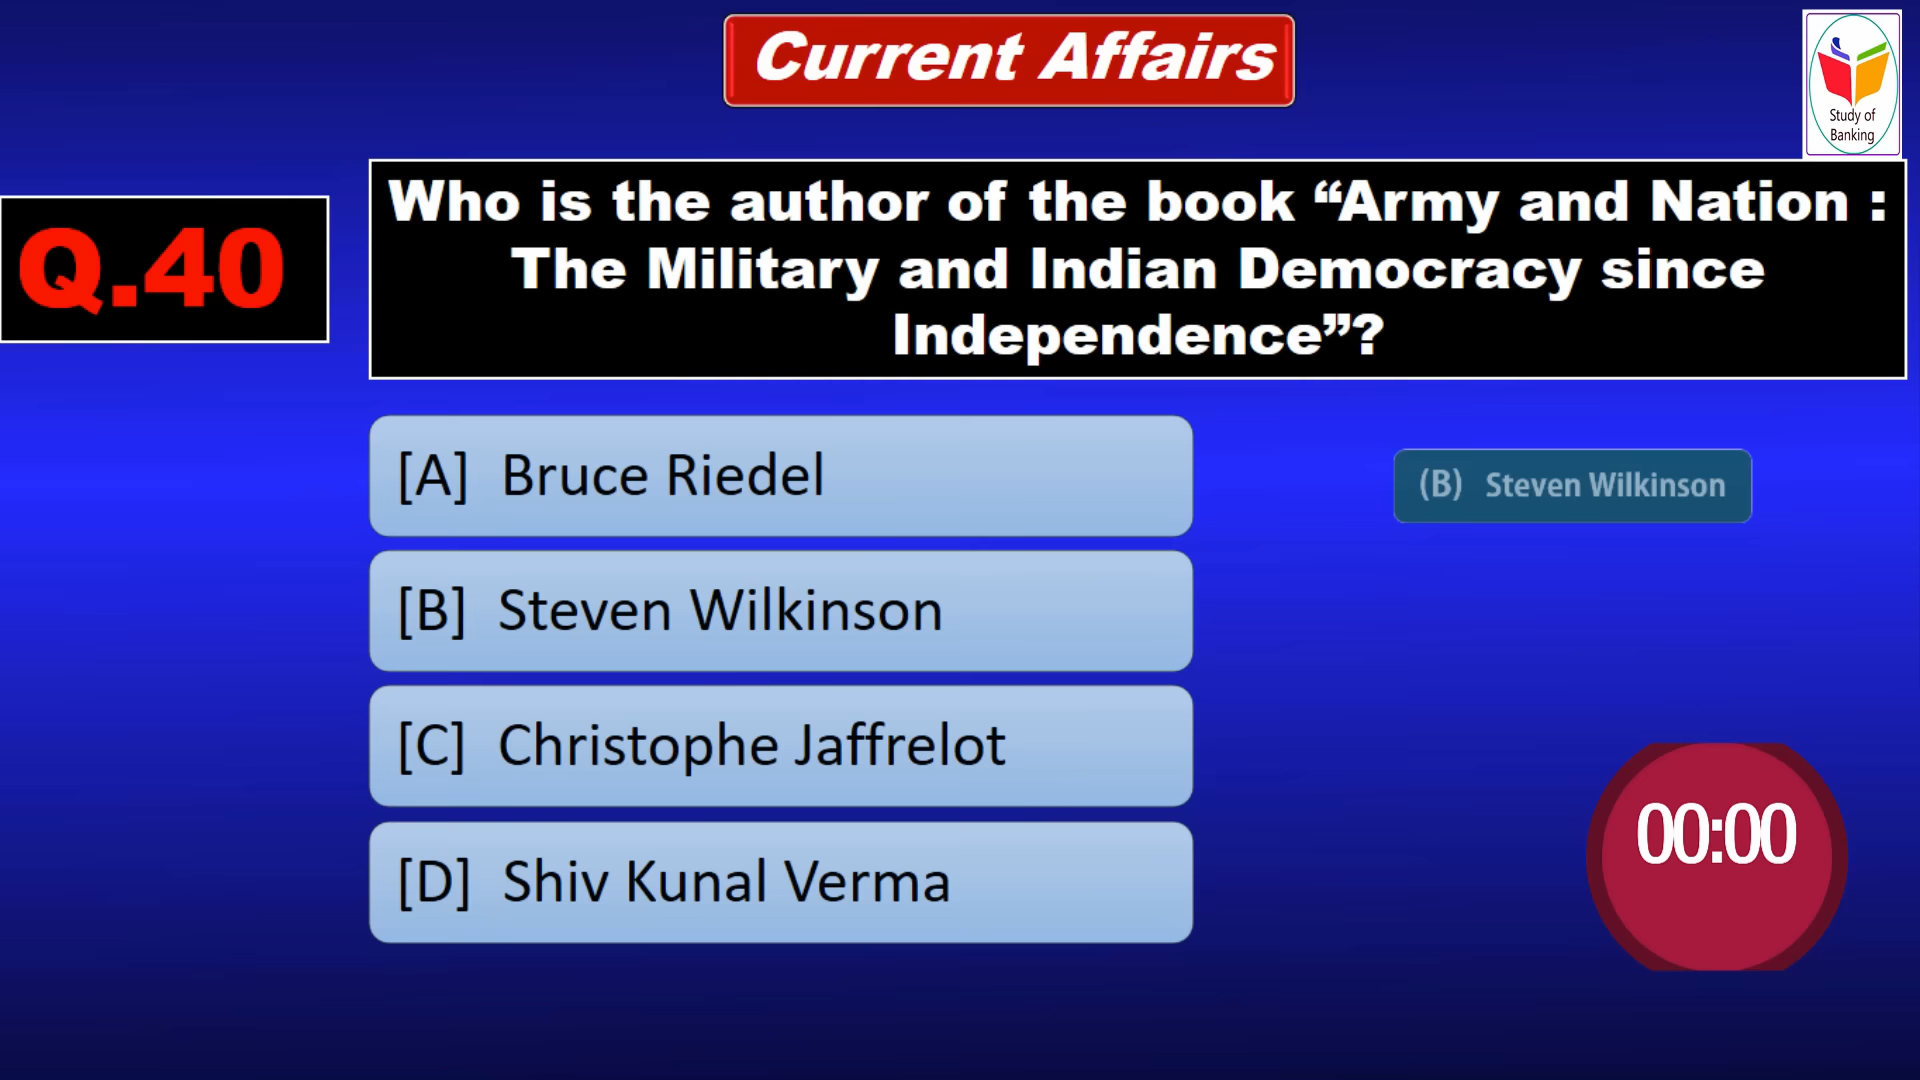 Current Affairs
Study of
Banking
Q.40
Who is the author of the book “Army and Nation :
The Military and Indian Democracy since
Independence”?
[A] Bruce Riedel
(B) Steven Wilkinson
[B] Steven Wilkinson
[C] Christophe Jaffrelot
[D] Shiv Kunal Verma
00:00